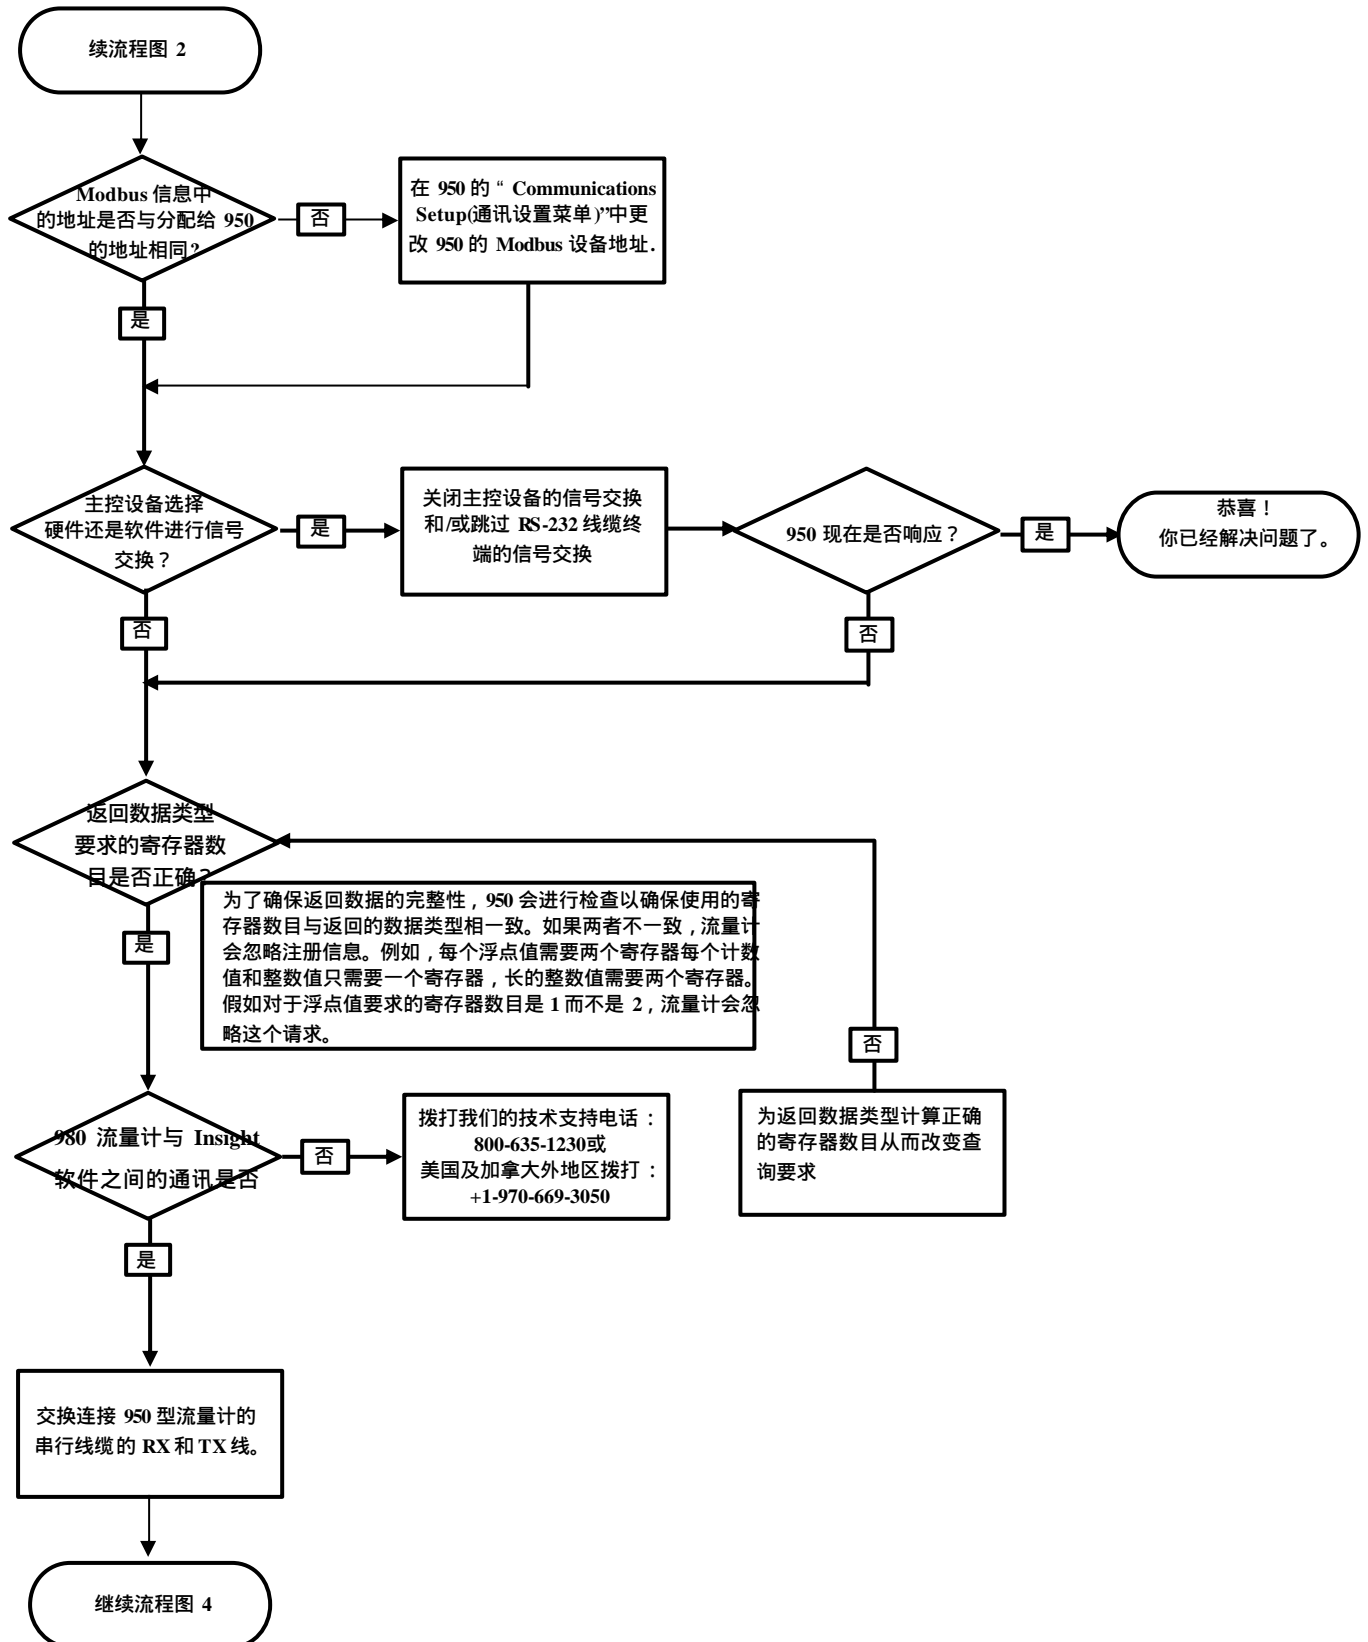 续流程图 2
Modbus 信息中
的地址是否与分配给 950
的地址相同?
否
在 950 的“ Communications
Setup(通讯设置菜单)”中更
改 950 的 Modbus 设备地址.
是
主控设备选择
硬件还是软件进行信号
交换？
是
关闭主控设备的信号交换
和/或跳过 RS-232 线缆终
端的信号交换
950 现在是否响应？
是
恭喜！
你已经解决问题了。
否
否
返回数据类型
要求的寄存器数
目是否正确？
为了确保返回数据的完整性，950 会进行检查以确保使用的寄
存器数目与返回的数据类型相一致。如果两者不一致，流量计
会忽略注册信息。例如，每个浮点值需要两个寄存器每个计数
值和整数值只需要一个寄存器，长的整数值需要两个寄存器。
假如对于浮点值要求的寄存器数目是 1 而不是 2，流量计会忽
略这个请求。
是
否
为返回数据类型计算正确
的寄存器数目从而改变查
询要求
980 流量计与 Insight
软件之间的通讯是否
否
拨打我们的技术支持电话：
800-635-1230或
美国及加拿大外地区拨打：
+1-970-669-3050
是
交换连接 950 型流量计的
串行线缆的 RX 和 TX 线。
继续流程图 4